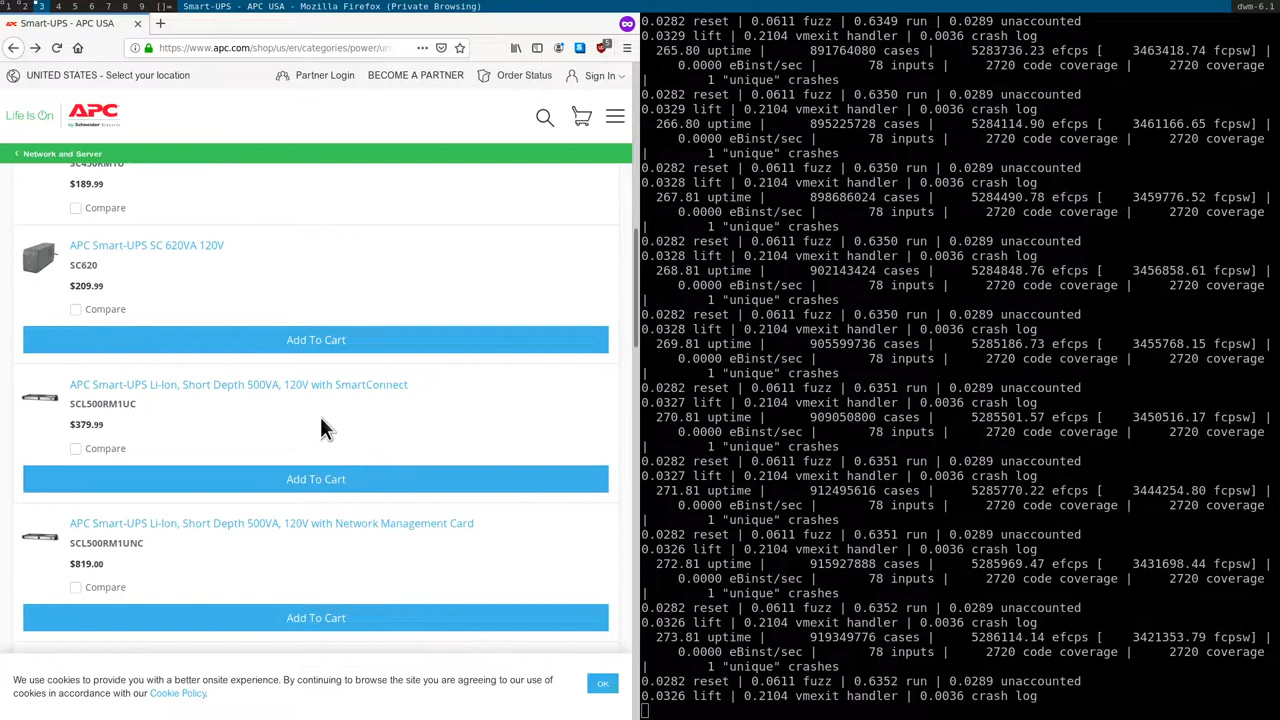 1 2 3 4 5 6 7 8 9 []= Smart-UPS - APC USA - Mozilla Firefox (Private Browsing) dwm-6.1
Smart-UPS - APC USA × +
https://www.apc.com/shop/us/en/categories/power/un
UNITED STATES - Select your location Partner Login BECOME A PARTNER Order Status Sign In
Life Is On APC
by Schneider Electric
Network and Server
SC450RM1U
$189.99
Compare
APC Smart-UPS SC 620VA 120V
SC620
$209.99
Compare
Add To Cart
APC Smart-UPS Li-Ion, Short Depth 500VA, 120V with SmartConnect
SCL500RM1UC
$379.99
Compare
Add To Cart
APC Smart-UPS Li-Ion, Short Depth 500VA, 120V with Network Management Card
SCL500RM1UNC
$819.00
Compare
Add To Cart
We use cookies to provide you with a better onsite experience. By continuing to browse the site you are agreeing to our use of
cookies in accordance with our Cookie Policy.
OK
0.0282 reset | 0.0611 fuzz | 0.6349 run | 0.0289 unaccounted
0.0329 lift | 0.2104 vmexit handler | 0.0036 crash log
265.80 uptime | 891764080 cases | 5283736.23 efcps [ 3463418.74 fcpsw] |
0.0000 eBinst/sec | 78 inputs | 2720 code coverage | 2720 coverage
| 1 "unique" crashes
0.0282 reset | 0.0611 fuzz | 0.6350 run | 0.0289 unaccounted
0.0329 lift | 0.2104 vmexit handler | 0.0036 crash log
266.80 uptime | 895225728 cases | 5284114.90 efcps [ 3461166.65 fcpsw] |
0.0000 eBinst/sec | 78 inputs | 2720 code coverage | 2720 coverage
| 1 "unique" crashes
0.0282 reset | 0.0611 fuzz | 0.6350 run | 0.0289 unaccounted
0.0328 lift | 0.2104 vmexit handler | 0.0036 crash log
267.81 uptime | 898686024 cases | 5284490.78 efcps [ 3459776.52 fcpsw] |
0.0000 eBinst/sec | 78 inputs | 2720 code coverage | 2720 coverage
| 1 "unique" crashes
0.0282 reset | 0.0611 fuzz | 0.6350 run | 0.0289 unaccounted
0.0328 lift | 0.2104 vmexit handler | 0.0036 crash log
268.81 uptime | 902143424 cases | 5284848.76 efcps [ 3456858.61 fcpsw] |
0.0000 eBinst/sec | 78 inputs | 2720 code coverage | 2720 coverage
| 1 "unique" crashes
0.0282 reset | 0.0611 fuzz | 0.6350 run | 0.0289 unaccounted
0.0328 lift | 0.2104 vmexit handler | 0.0036 crash log
269.81 uptime | 905599736 cases | 5285186.73 efcps [ 3455768.15 fcpsw] |
0.0000 eBinst/sec | 78 inputs | 2720 code coverage | 2720 coverage
| 1 "unique" crashes
0.0282 reset | 0.0611 fuzz | 0.6351 run | 0.0289 unaccounted
0.0327 lift | 0.2104 vmexit handler | 0.0036 crash log
270.81 uptime | 909050800 cases | 5285501.57 efcps [ 3450516.17 fcpsw] |
0.0000 eBinst/sec | 78 inputs | 2720 code coverage | 2720 coverage
| 1 "unique" crashes
0.0282 reset | 0.0611 fuzz | 0.6351 run | 0.0289 unaccounted
0.0327 lift | 0.2104 vmexit handler | 0.0036 crash log
271.81 uptime | 912495616 cases | 5285770.22 efcps [ 3444254.80 fcpsw] |
0.0000 eBinst/sec | 78 inputs | 2720 code coverage | 2720 coverage
| 1 "unique" crashes
0.0282 reset | 0.0611 fuzz | 0.6351 run | 0.0289 unaccounted
0.0326 lift | 0.2104 vmexit handler | 0.0036 crash log
272.81 uptime | 915927888 cases | 5285969.47 efcps [ 3431698.44 fcpsw] |
0.0000 eBinst/sec | 78 inputs | 2720 code coverage | 2720 coverage
| 1 "unique" crashes
0.0282 reset | 0.0611 fuzz | 0.6352 run | 0.0289 unaccounted
0.0326 lift | 0.2104 vmexit handler | 0.0036 crash log
273.81 uptime | 919349776 cases | 5286114.14 efcps [ 3421353.79 fcpsw] |
0.0000 eBinst/sec | 78 inputs | 2720 code coverage | 2720 coverage
| 1 "unique" crashes
0.0282 reset | 0.0611 fuzz | 0.6352 run | 0.0289 unaccounted
0.0326 lift | 0.2104 vmexit handler | 0.0036 crash log